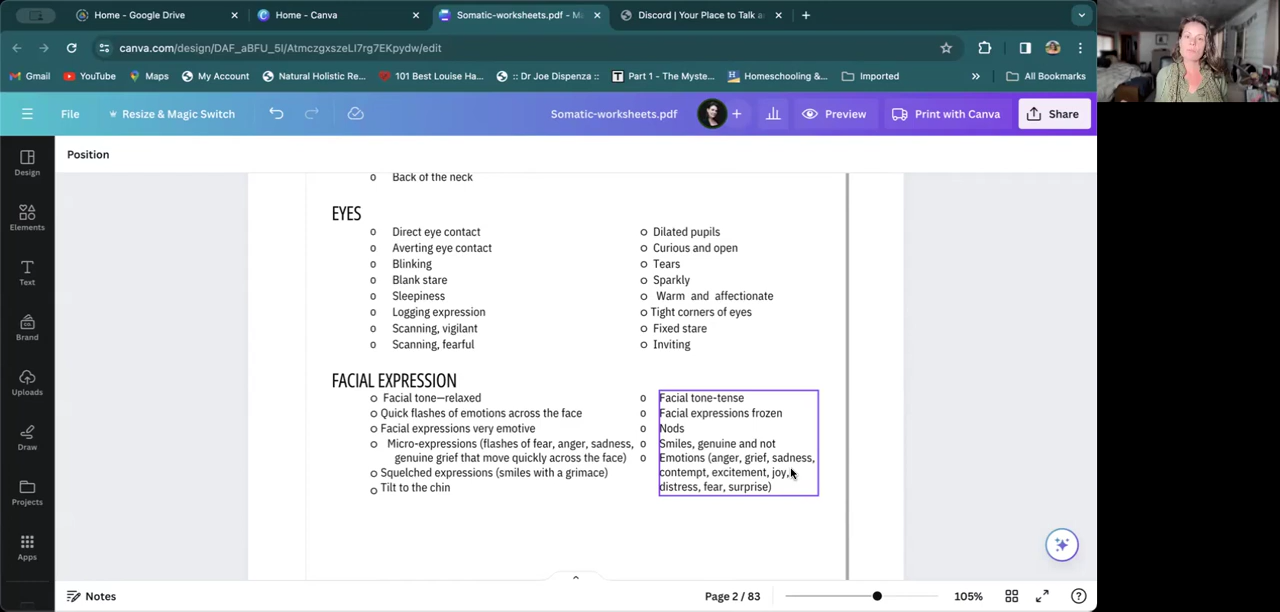 Home - Google Drive
Home - Canva
Somatic-worksheets.pdf - Ma
Discord | Your Place to Talk a
canva.com/design/DAF_aBFU_5I/AtmczgxszeLI7rg7EKpydw/edit
Gmail
YouTube
Maps
My Account
Natural Holistic Re...
101 Best Louise Ha...
:: Dr Joe Dispenza ::
Part 1 - The Myste...
Homeschooling &...
Imported
All Bookmarks
File
Resize & Magic Switch
Somatic-worksheets.pdf
Preview
Print with Canva
Share
Position
Design
Elements
Text
Brand
Uploads
Draw
Projects
Apps
o Back of the neck
EYES
o Direct eye contact
o Averting eye contact
o Blinking
o Blank stare
o Sleepiness
o Logging expression
o Scanning, vigilant
o Scanning, fearful
o Dilated pupils
o Curious and open
o Tears
o Sparkly
o Warm and affectionate
o Tight corners of eyes
o Fixed stare
o Inviting
FACIAL EXPRESSION
o Facial tone—relaxed
o Quick flashes of emotions across the face
o Facial expressions very emotive
o Micro-expressions (flashes of fear, anger, sadness,
genuine grief that move quickly across the face)
o Squelched expressions (smiles with a grimace)
o Tilt to the chin
o Facial tone-tense
o Facial expressions frozen
o Nods
o Smiles, genuine and not
o Emotions (anger, grief, sadness,
contempt, excitement, joy,
distress, fear, surprise)
Notes
Page 2 / 83
105%